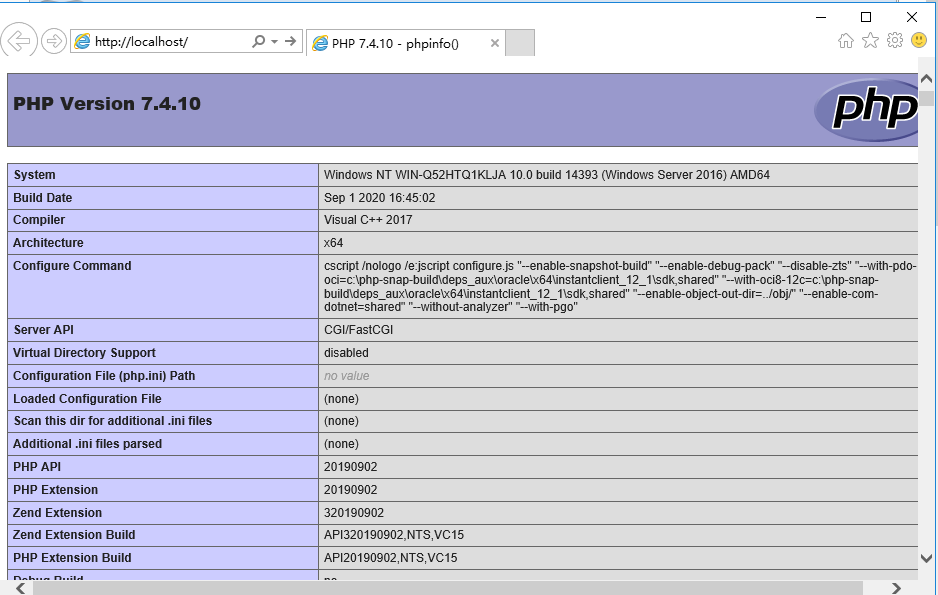 http://localhost/
PHP 7.4.10 - phpinfo()
PHP Version 7.4.10
php
System Windows NT WIN-Q52HTQ1KLJA 10.0 build 14393 (Windows Server 2016) AMD64
Build Date Sep 1 2020 16:45:02
Compiler Visual C++ 2017
Architecture x64
Configure Command cscript /nologo /e:jscript configure.js "--enable-snapshot-build" "--enable-debug-pack" "--disable-zts" "--with-pdo-
oci=c:\php-snap-build\deps_aux\oracle\x64\instantclient_12_1\sdk,shared" "--with-oci8-12c=c:\php-snap-
build\deps_aux\oracle\x64\instantclient_12_1\sdk,shared" "--enable-object-out-dir=../obj/" "--enable-com-
dotnet=shared" "--without-analyzer" "--with-pgo"
Server API CGI/FastCGI
Virtual Directory Support disabled
Configuration File (php.ini) Path no value
Loaded Configuration File (none)
Scan this dir for additional .ini files (none)
Additional .ini files parsed (none)
PHP API 20190902
PHP Extension 20190902
Zend Extension 320190902
Zend Extension Build API320190902,NTS,VC15
PHP Extension Build API20190902,NTS,VC15
Debug Build no